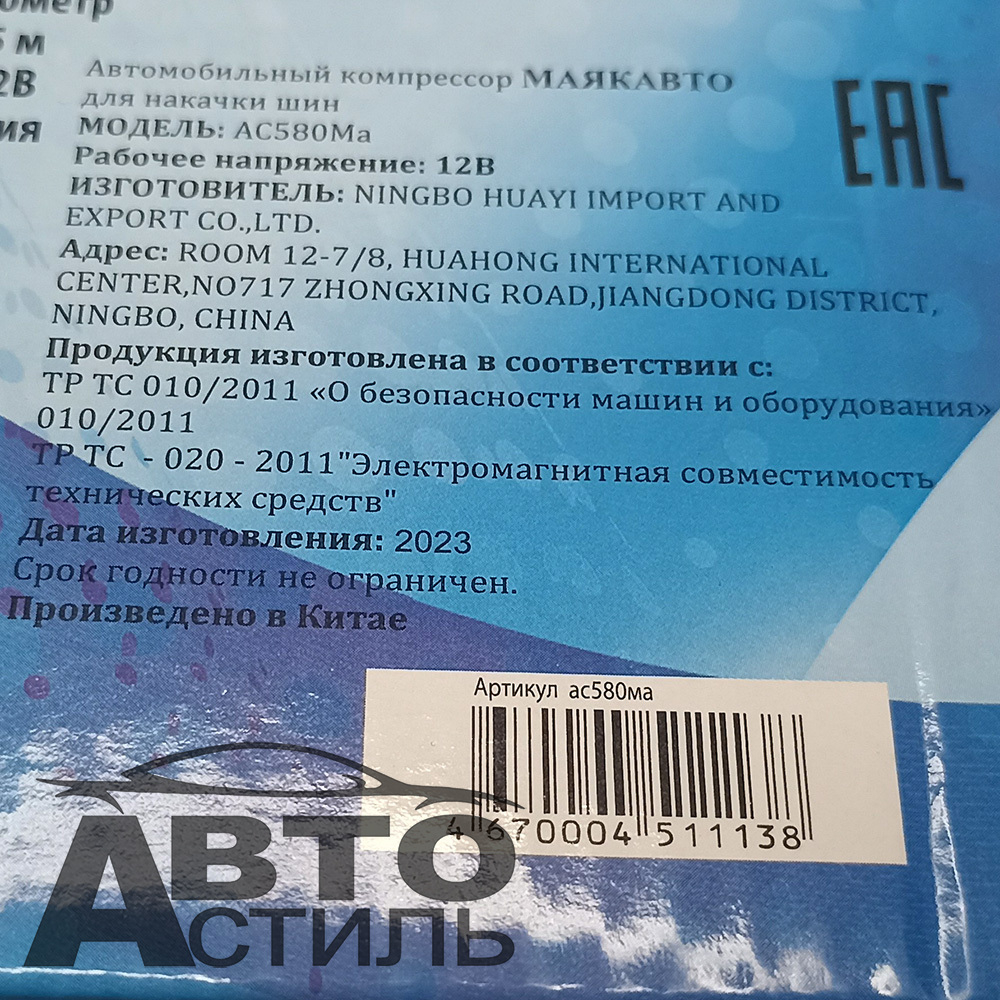 5 м
2В
Автомобильный компрессор МАЯКАВТО
для накачки шин
МОДЕЛЬ: АС580Ма
Рабочее напряжение: 12В
ИЗГОТОВИТЕЛЬ: NINGBO HUAYI IMPORT AND
EXPORT CO.,LTD.
Адрес: ROOM 12-7/8, HUAHONG INTERNATIONAL
CENTER,NO717 ZHONGXING ROAD,JIANGDONG DISTRICT,
NINGBO, CHINA
Продукция изготовлена в соответствии с:
ТР ТС 010/2011 «О безопасности машин и оборудования»
010/2011
ТР ТС - 020 - 2011"Электромагнитная совместимость
технических средств"
Дата изготовления: 2023
Срок годности не ограничен.
Произведено в Китае
EAC
Артикул ас580ма
4 670004 511138
АВТО
СТИЛЬ